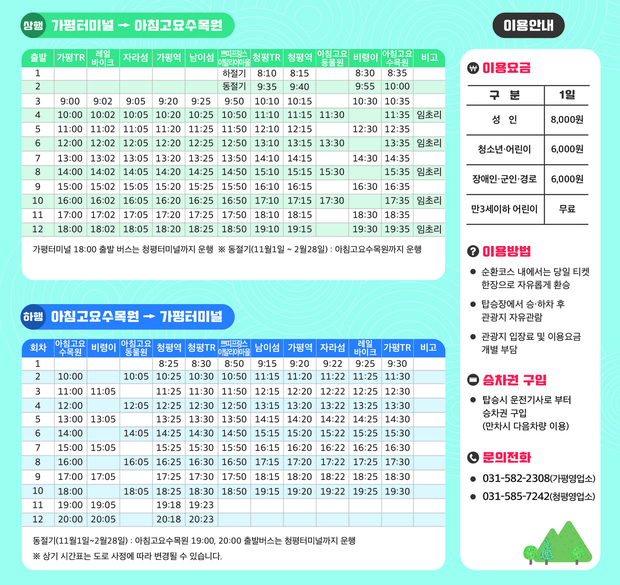 상행 가평터미널 → 아침고요수목원
출발 가평TR 레일바이크 자라섬 가평역 남이섬 쁘띠프랑스 이탈리아마을 청평TR 청평역 아침고요동물원 비령이 아침고요수목원 비고
1 하절기 8:10 8:15 8:30 8:35
2 동절기 9:35 9:40 9:55 10:00
3 9:00 9:02 9:05 9:20 9:25 9:50 10:10 10:15 10:30 10:35
4 10:00 10:02 10:05 10:20 10:25 10:50 11:10 11:15 11:30 11:35 임초리
5 11:00 11:02 11:05 11:20 11:25 11:50 12:10 12:15 12:30 12:35
6 12:00 12:02 12:05 12:20 12:25 12:50 13:10 13:15 13:30 13:35 임초리
7 13:00 13:02 13:05 13:20 13:25 13:50 14:10 14:15 14:30 14:35
8 14:00 14:02 14:05 14:20 14:25 14:50 15:10 15:15 15:30 15:35 임초리
9 15:00 15:02 15:05 15:20 15:25 15:50 16:10 16:15 16:30 16:35
10 16:00 16:02 16:05 16:20 16:25 16:50 17:10 17:15 17:30 17:35 임초리
11 17:00 17:02 17:05 17:20 17:25 17:50 18:10 18:15 18:30 18:35
12 18:00 18:02 18:05 18:20 18:25 18:50 19:10 19:15 19:30 19:35 임초리
가평터미널 18:00 출발 버스는 청평터미널까지 운행 ※ 동절기(11월1일 ~ 2월28일) : 아침고요수목원까지 운행
하행 아침고요수목원 → 가평터미널
회차 아침고요수목원 비령이 아침고요동물원 청평역 청평TR 쁘띠프랑스 이탈리아마을 남이섬 가평역 자라섬 레일바이크 가평TR 비고
1 8:25 8:30 8:50 9:15 9:20 9:22 9:25 9:30
2 10:00 10:05 10:25 10:30 10:50 11:15 11:20 11:22 11:25 11:30
3 11:00 11:05 11:25 11:30 11:50 12:15 12:20 12:22 12:25 12:30
4 12:00 12:05 12:25 12:30 12:50 13:15 13:20 13:22 13:25 13:30
5 13:00 13:05 13:25 13:30 13:50 14:15 14:20 14:22 14:25 14:30
6 14:00 14:05 14:25 14:30 14:50 15:15 15:20 15:22 15:25 15:30
7 15:00 15:05 15:25 15:30 15:50 16:15 16:20 16:22 16:25 16:30
8 16:00 16:05 16:25 16:30 16:50 17:15 17:20 17:22 17:25 17:30
9 17:00 17:05 17:25 17:30 17:50 18:15 18:20 18:22 18:25 18:30
10 18:00 18:05 18:25 18:30 18:50 19:15 19:20 19:22 19:25 19:30
11 19:00 19:05 19:18 19:23
12 20:00 20:05 20:18 20:23
동절기(11월1일~2월28일) : 아침고요수목원 19:00, 20:00 출발버스는 청평터미널까지 운행
※ 상기 시간표는 도로 사정에 따라 변경될 수 있습니다.
이용안내
₩ 이용요금
구 분 1일
성 인 8,000원
청소년·어린이 6,000원
장애인·군인·경로 6,000원
만3세이하 어린이 무료
? 이용방법
● 순환코스 내에서는 당일 티켓
한장으로 자유롭게 환승
● 탑승장에서 승·하차 후
관광지 자유관람
● 관광지 입장료 및 이용요금
개별 부담
승차권 구입
● 탑승시 운전기사로 부터
승차권 구입
(만차시 다음차량 이용)
문의전화
● 031-582-2308(가평영업소)
● 031-585-7242(청평영업소)